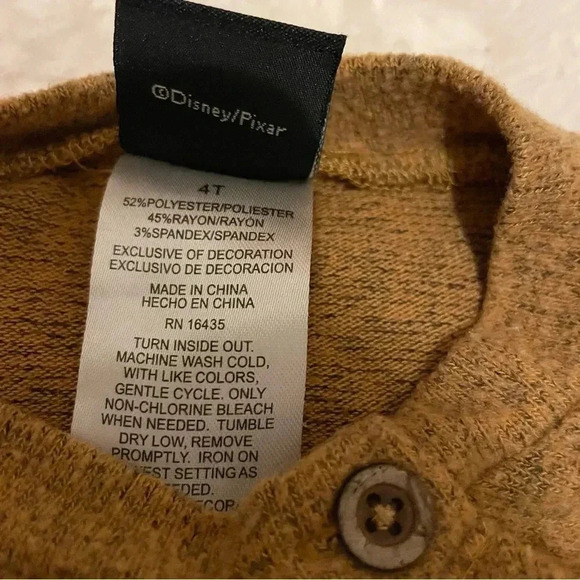 ©Disney/Pixar
4T
52%POLYESTER/POLIESTER
45%RAYON/RAYÓN
3%SPANDEX/SPANDEX
EXCLUSIVE OF DECORATION
EXCLUSIVO DE DECORACION
MADE IN CHINA
HECHO EN CHINA
RN 16435
TURN INSIDE OUT.
MACHINE WASH COLD,
WITH LIKE COLORS,
GENTLE CYCLE. ONLY
NON-CHLORINE BLEACH
WHEN NEEDED. TUMBLE
DRY LOW, REMOVE
PROMPTLY. IRON ON
SETTING AS